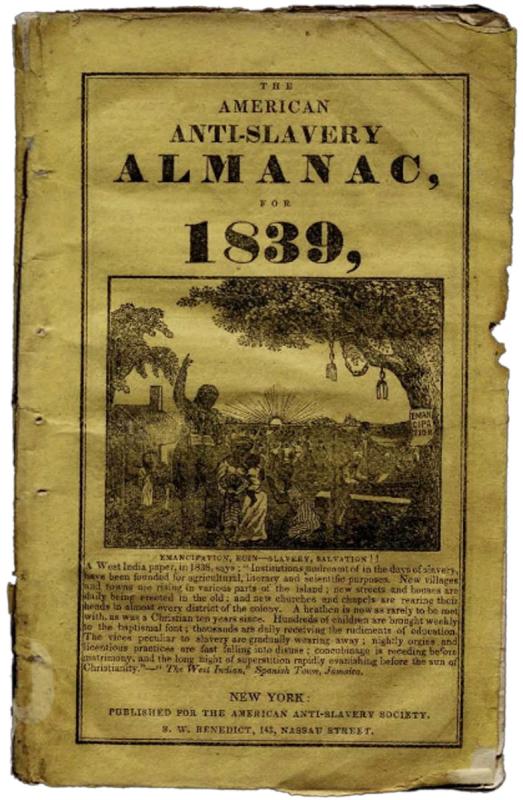 THE
AMERICAN
ANTI-SLAVERY
ALMANAC,
FOR
1839,
EMAN
CIPA
TION
EMANCIPATION, RUIN—SLAVERY, SALVATION!!
A West India paper, in 1838, says; "Institutions undreamt of in the days of slavery,
have been founded for agricultural, literary and scientific purposes. New villages
and towns are rising in various parts of the island; new streets and houses are
daily being erected in the old; and new churches and chapels are rearing their
heads in almost every district of the colony. A heathen is now as rarely to be met
with, as was a Christian ten years since. Hundreds of children are brought weekly
to the baptismal font; thousands are daily receiving the rudiments of education.
The vices peculiar to slavery are gradually wearing away; nightly orgies and
licentious practices are fast falling into disuse; concubinage is receding before
matrimony, and the long night of superstition rapidly evanishing before the sun of
Christianity."—"The West Indian," Spanish Town, Jamaica.
NEW YORK:
PUBLISHED FOR THE AMERICAN ANTI-SLAVERY SOCIETY.
S. W. BENEDICT, 143, NASSAU STREET.